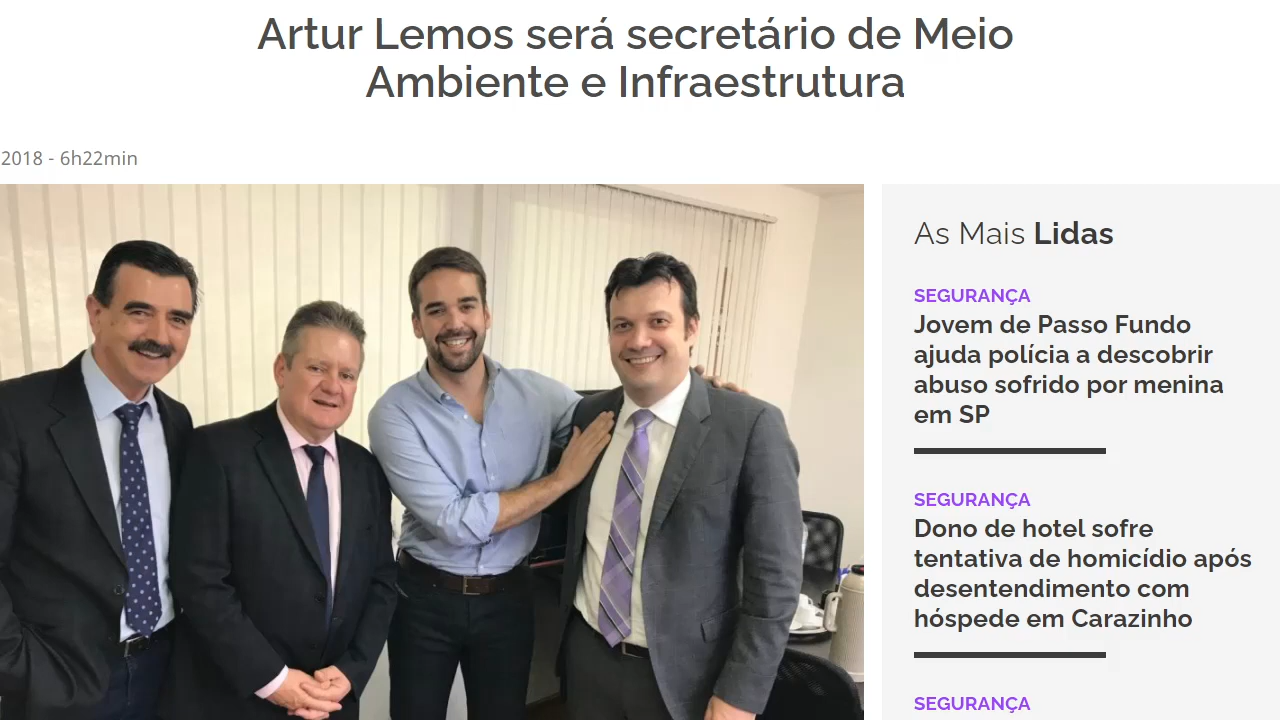 Artur Lemos será secretário de Meio
Ambiente e Infraestrutura
2018 - 6h22min
As Mais Lidas
SEGURANÇA
Jovem de Passo Fundo
ajuda polícia a descobrir
abuso sofrido por menina
em SP
SEGURANÇA
Dono de hotel sofre
tentativa de homicídio após
desentendimento com
hóspede em Carazinho
SEGURANÇA